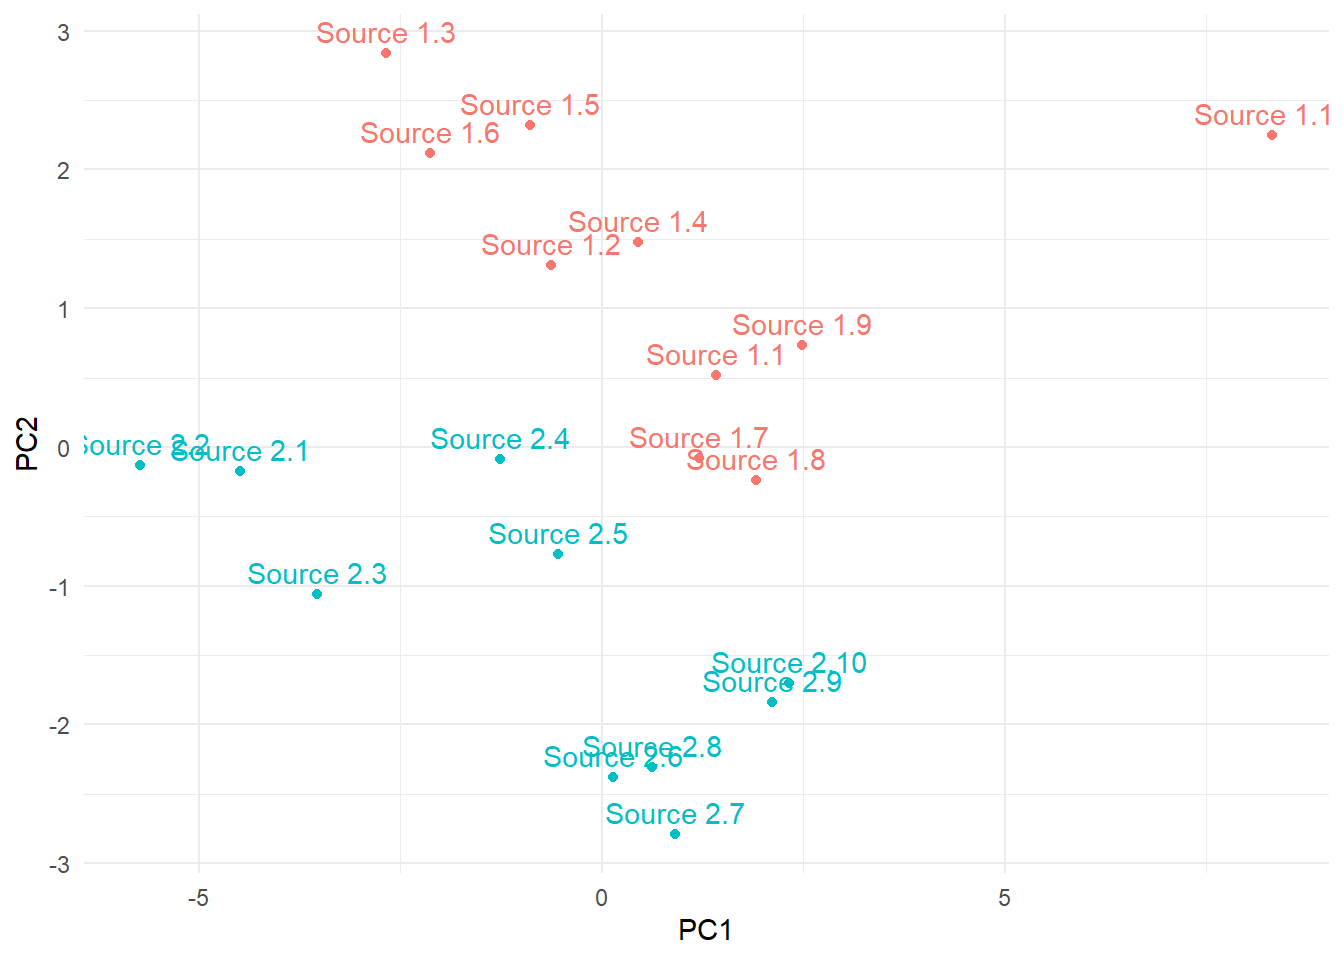 3
Source 1.3
Source 1.5
Source 1.1
Source 1.6
2
Source 1.4
Source 1.2
1
Source 1.9
Source 1.1
Source 1.7
Source 2.4
0
Source 2.2
Source 2.1
Source 1.8
PC2
Source 2.5
Source 2.3
-1
Source 2.10
Source 2.9
-2
Source 2.8
Source 2.6
Source 2.7
-3
-5 0 5
PC1